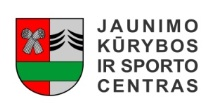 JAUNIMO
KŪRYBOS
IR SPORTO
CENTRAS